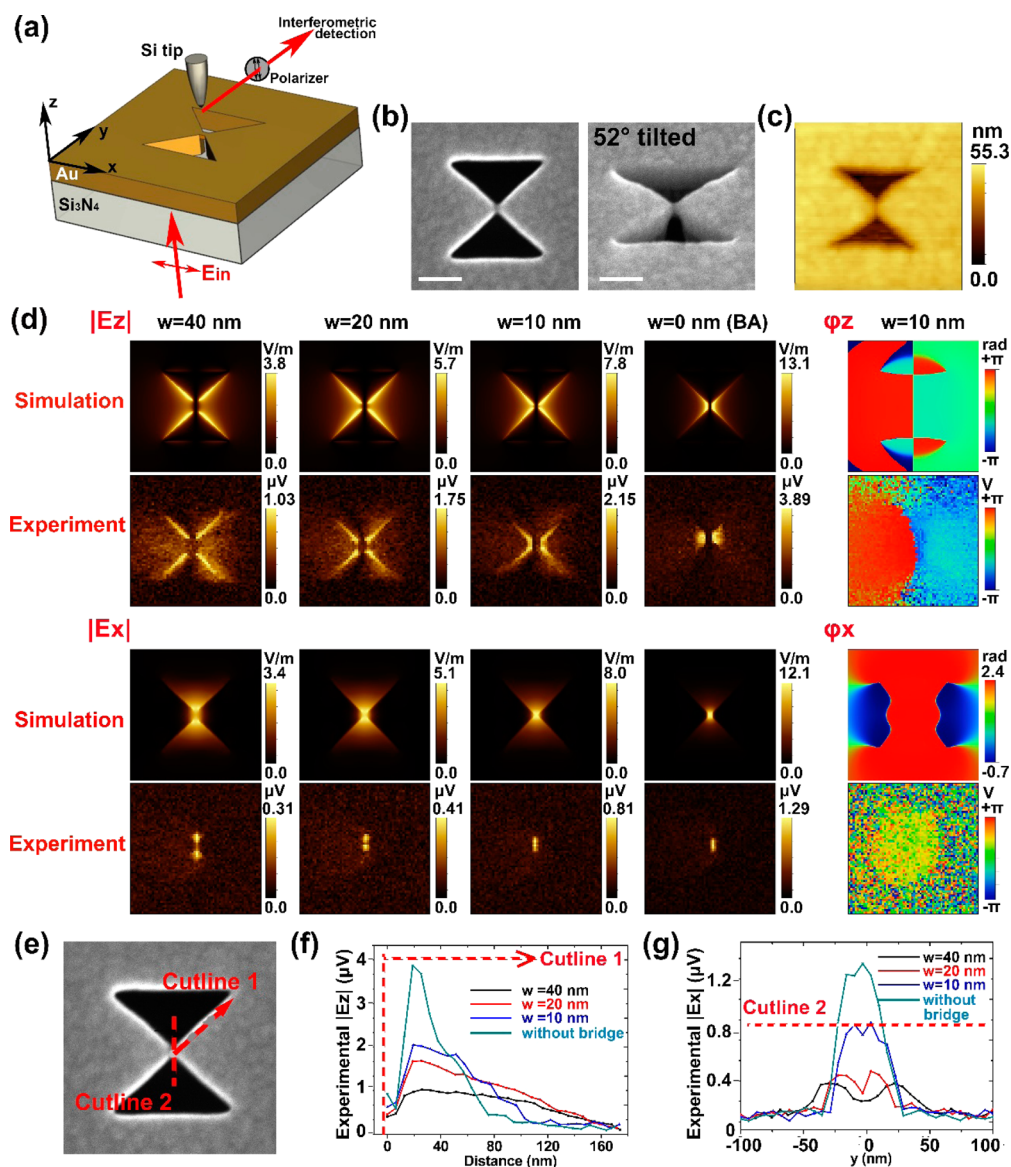 (a)
Interferometric
detection
Si tip
Polarizer
z
y
x
Au
Si₃N₄
Ein
(b)
52° tilted
(c)
nm
55.3
0.0
(d)
|Ez|
w=40 nm
w=20 nm
w=10 nm
w=0 nm (BA)
φz
w=10 nm
Simulation
V/m
3.8
0.0
V/m
5.7
0.0
V/m
7.8
0.0
V/m
13.1
0.0
rad
+π
-π
Experiment
μV
1.03
0.0
μV
1.75
0.0
μV
2.15
0.0
μV
3.89
0.0
V
+π
-π
|Ex|
φx
Simulation
V/m
3.4
0.0
V/m
5.1
0.0
V/m
8.0
0.0
V/m
12.1
0.0
rad
2.4
-0.7
Experiment
μV
0.31
0.0
μV
0.41
0.0
μV
0.81
0.0
μV
1.29
0.0
V
+π
-π
(e)
Cutline 1
Cutline 2
(f)
Experimental |Ez| (μV)
4
3
2
1
0
Cutline 1
w =40 nm
w =20 nm
w =10 nm
without bridge
0 40 80 120 160
Distance (nm)
(g)
Experimental |Ex| (μV)
1.2
0.8
0.4
0
w=40 nm
w=20 nm
w=10 nm
without
bridge
Cutline 2
-100 -50 0 50 100
y (nm)